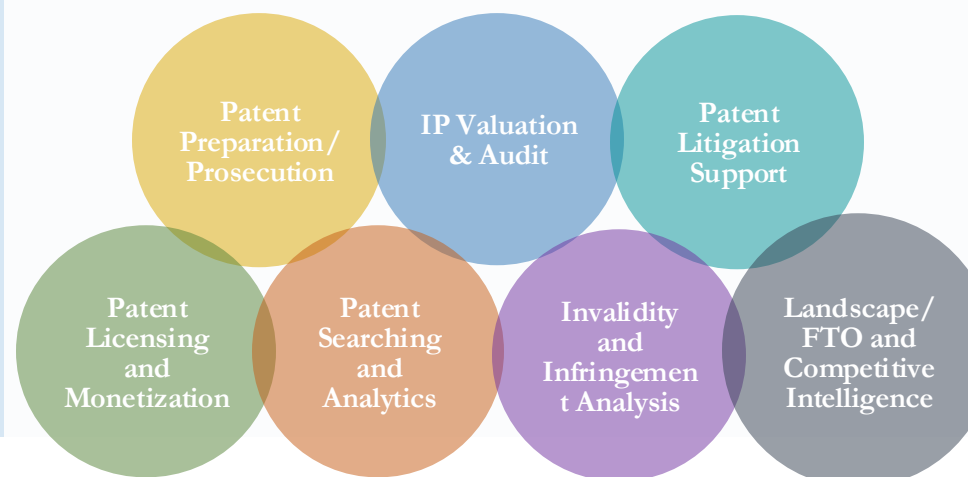 Patent
Preparation/
Prosecution
IP Valuation
& Audit
Patent
Litigation
Support
Patent
Licensing
and
Monetization
Patent
Searching
and
Analytics
Invalidity
and
Infringemen
t Analysis
Landscape/
FTO and
Competitive
Intelligence